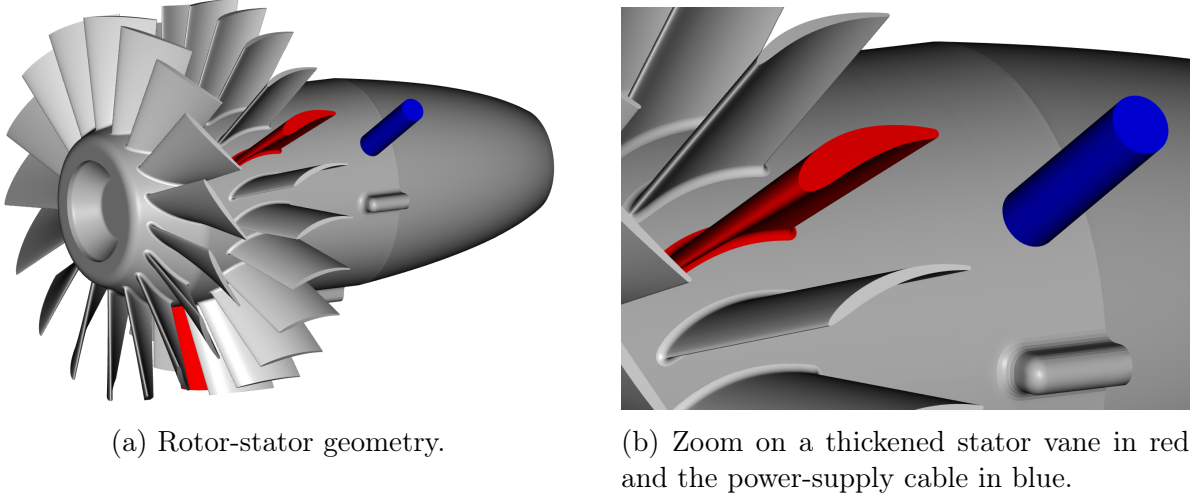 (a) Rotor-stator geometry.
(b) Zoom on a thickened stator vane in red
and the power-supply cable in blue.